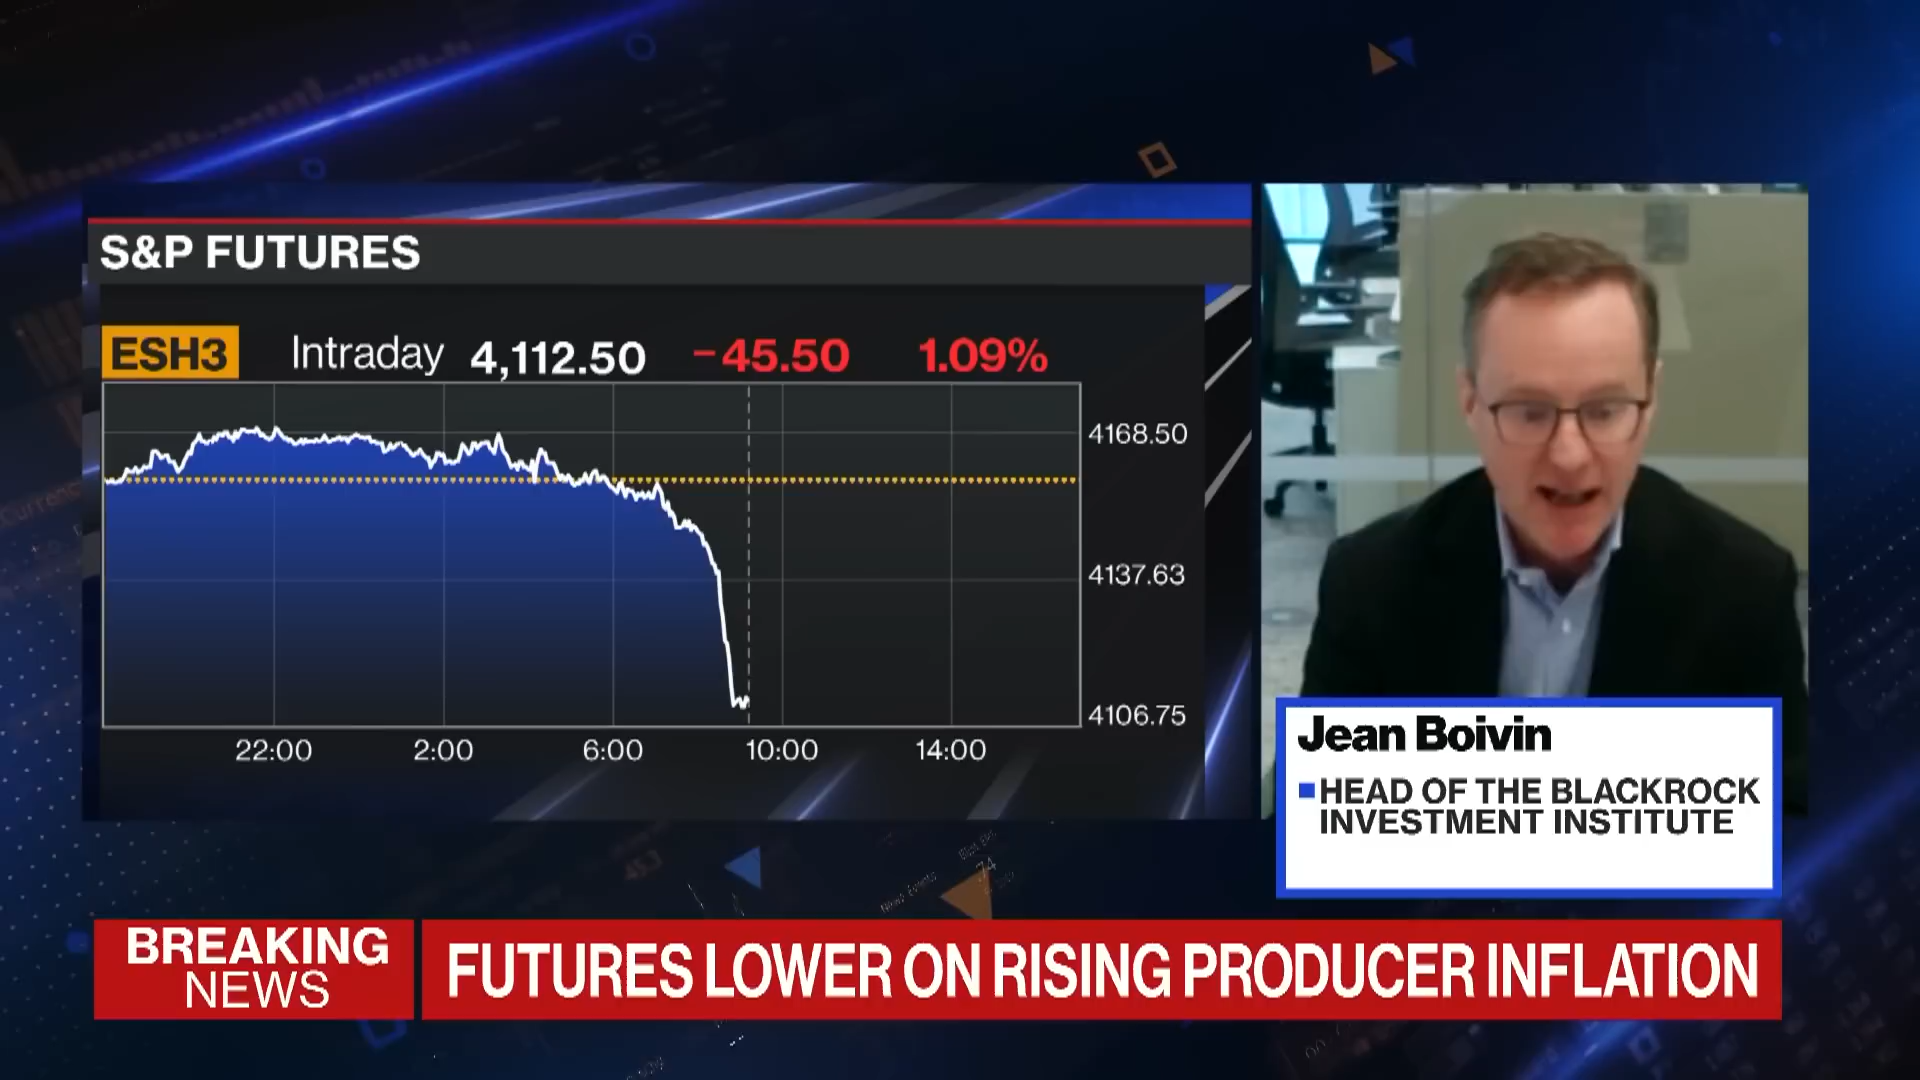 S&P FUTURES
ESH3 Intraday 4,112.50 -45.50 1.09%
4168.50
4137.63
4106.75
22:00 2:00 6:00 10:00 14:00
Jean Boivin
HEAD OF THE BLACKROCK
INVESTMENT INSTITUTE
BREAKING
NEWS
FUTURES LOWER ON RISING PRODUCER INFLATION